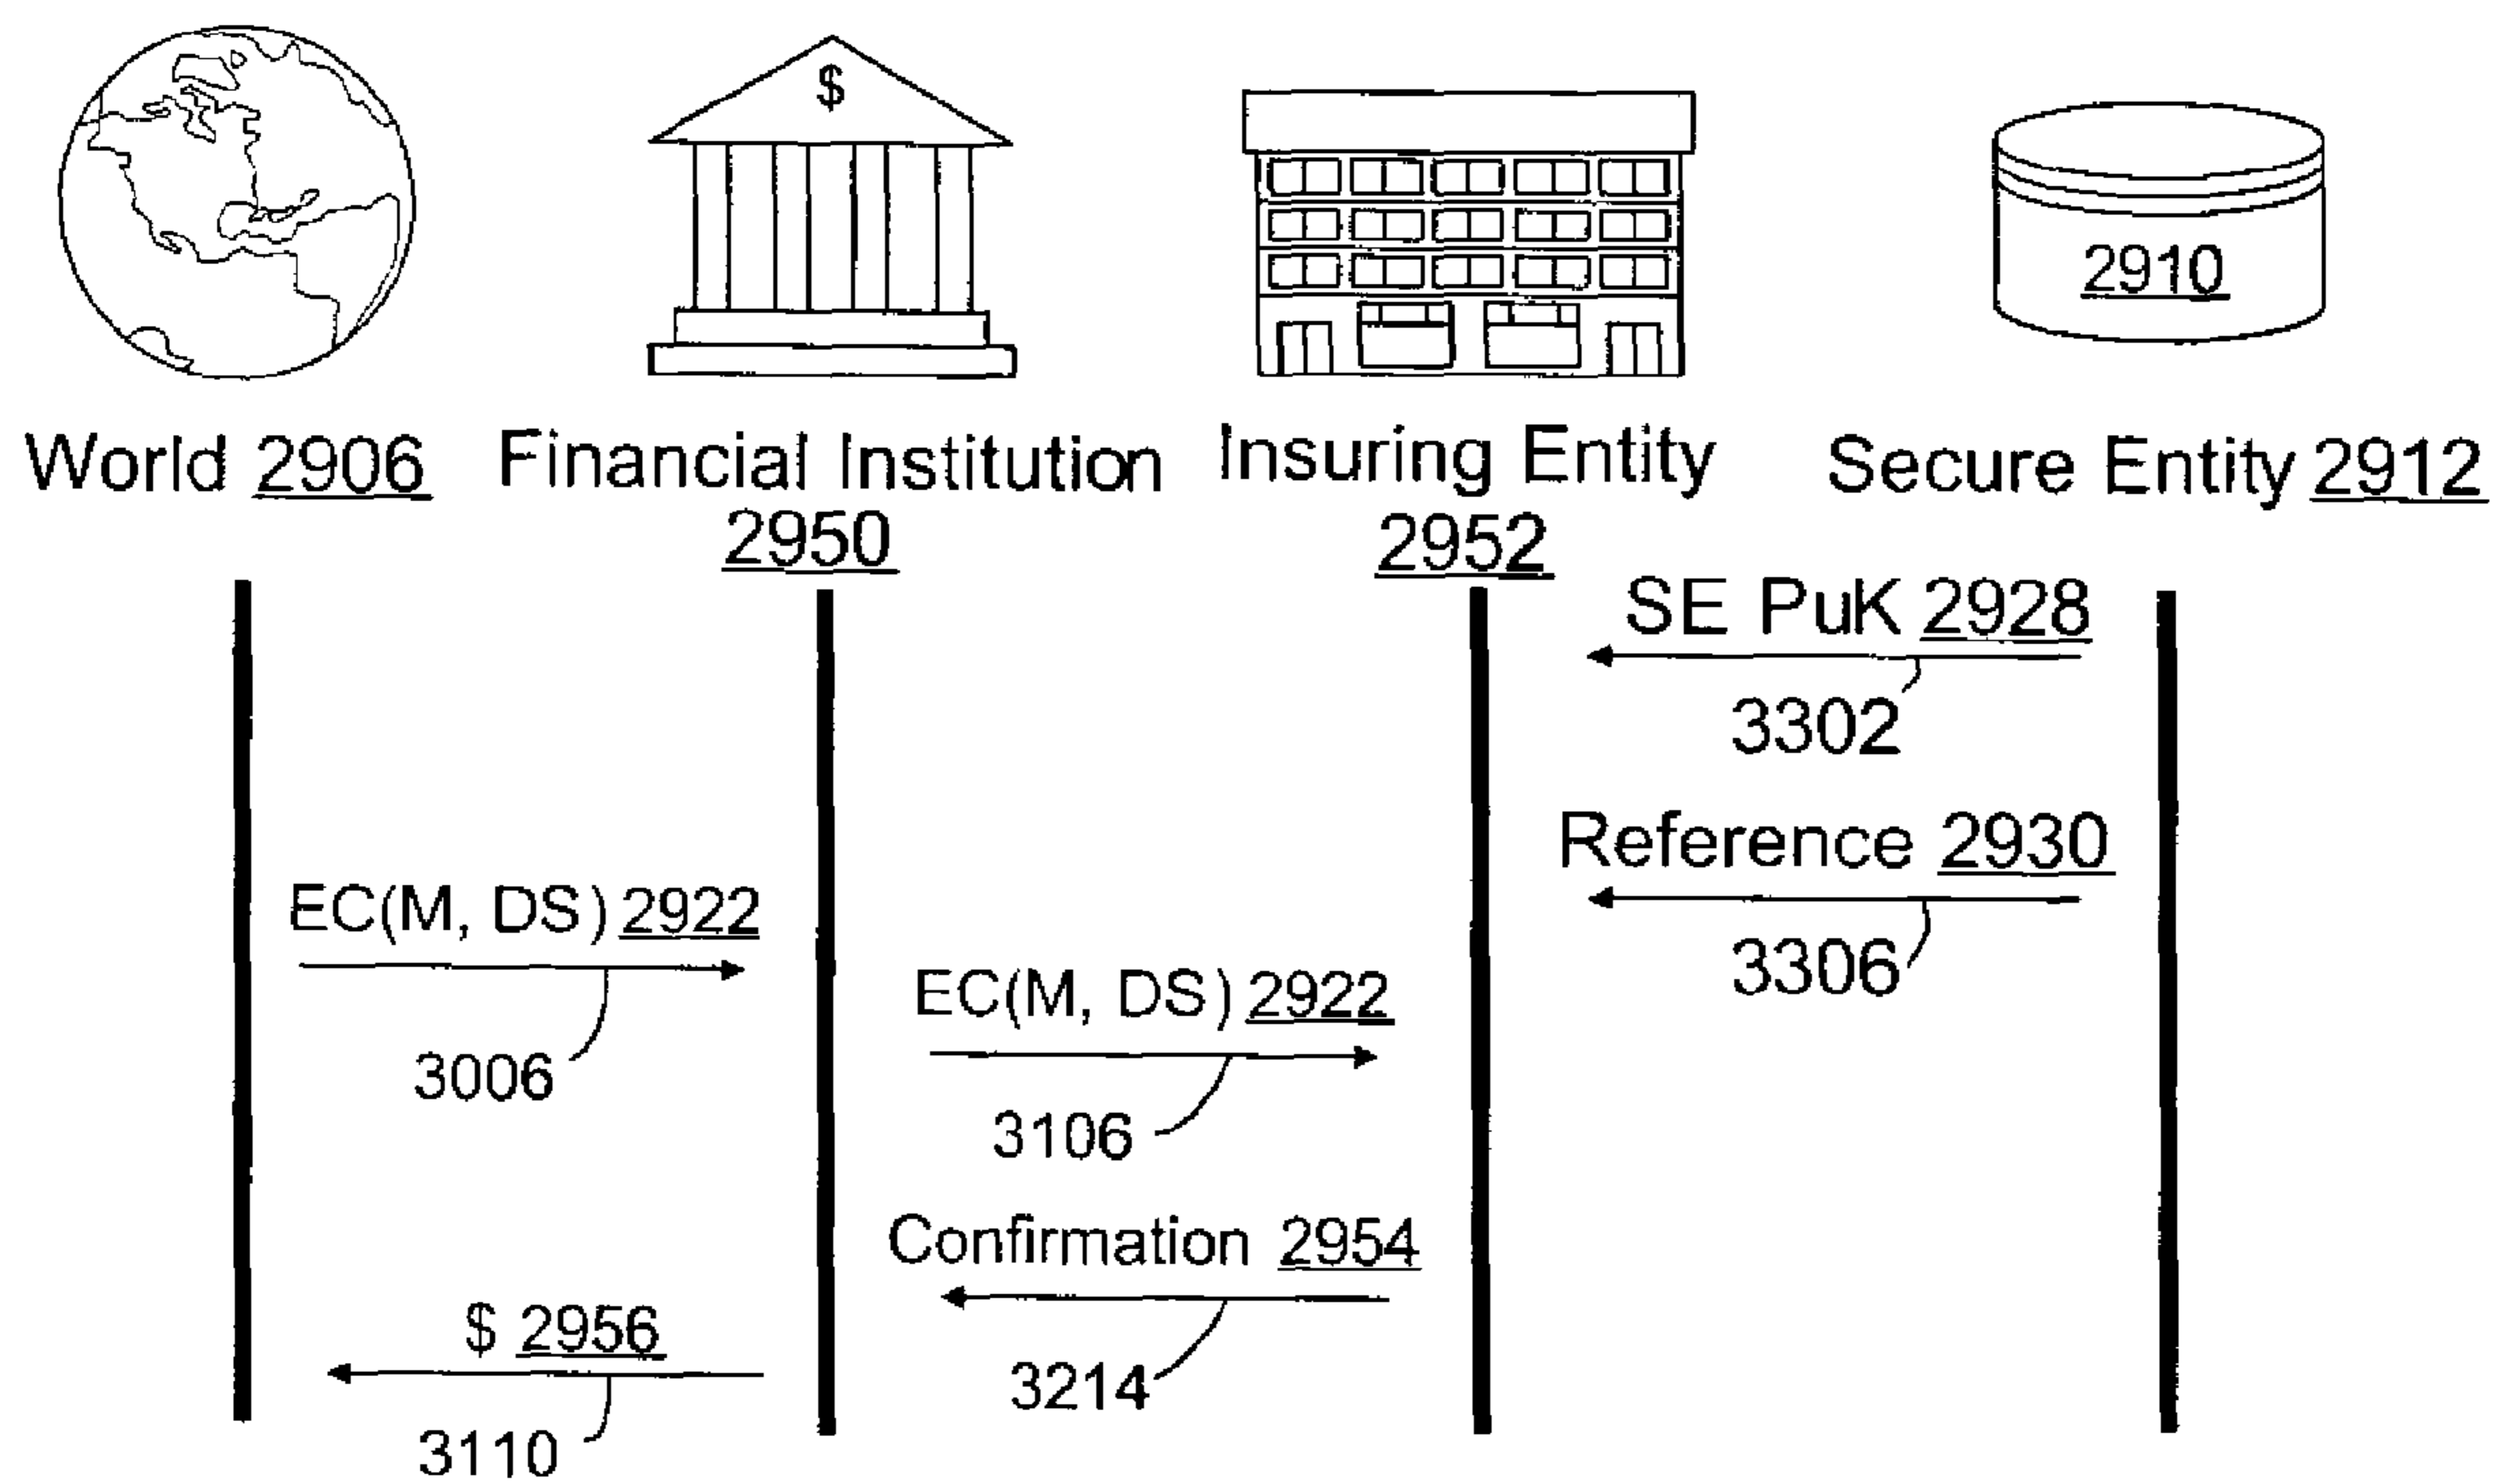 $
2910
World 2906
Financial Institution
2950
Insuring Entity
2952
Secure Entity 2912
SE PuK 2928
3302
Reference 2930
3306
EC(M, DS) 2922
3006
EC(M, DS) 2922
3106
Confirmation 2954
3214
$ 2956
3110